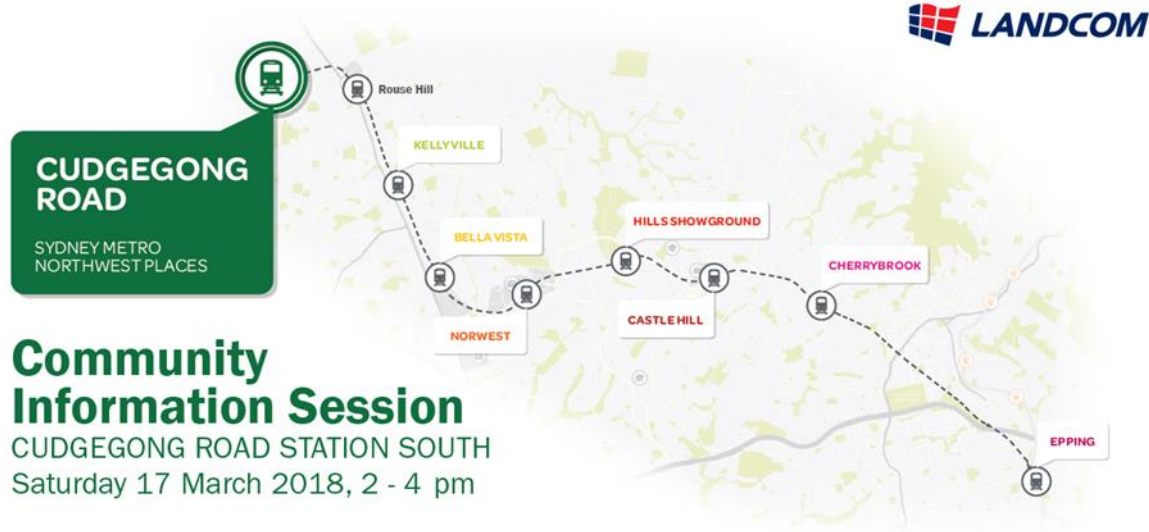 LANDCOM
CUDGEGONG
ROAD
SYDNEY METRO
NORTHWEST PLACES
Rouse Hill
KELLYVILLE
BELLA VISTA
NORWEST
HILLS SHOWGROUND
CASTLE HILL
CHERRYBROOK
EPPING
Community
Information Session
CUDGEGONG ROAD STATION SOUTH
Saturday 17 March 2018, 2 - 4 pm